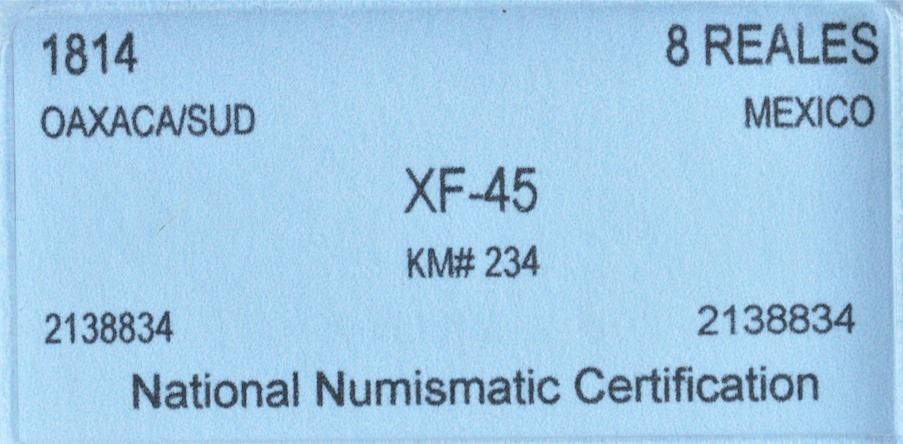 1814 8 REALES
OAXACA/SUD MEXICO
XF-45
KM# 234
2138834 2138834
National Numismatic Certification